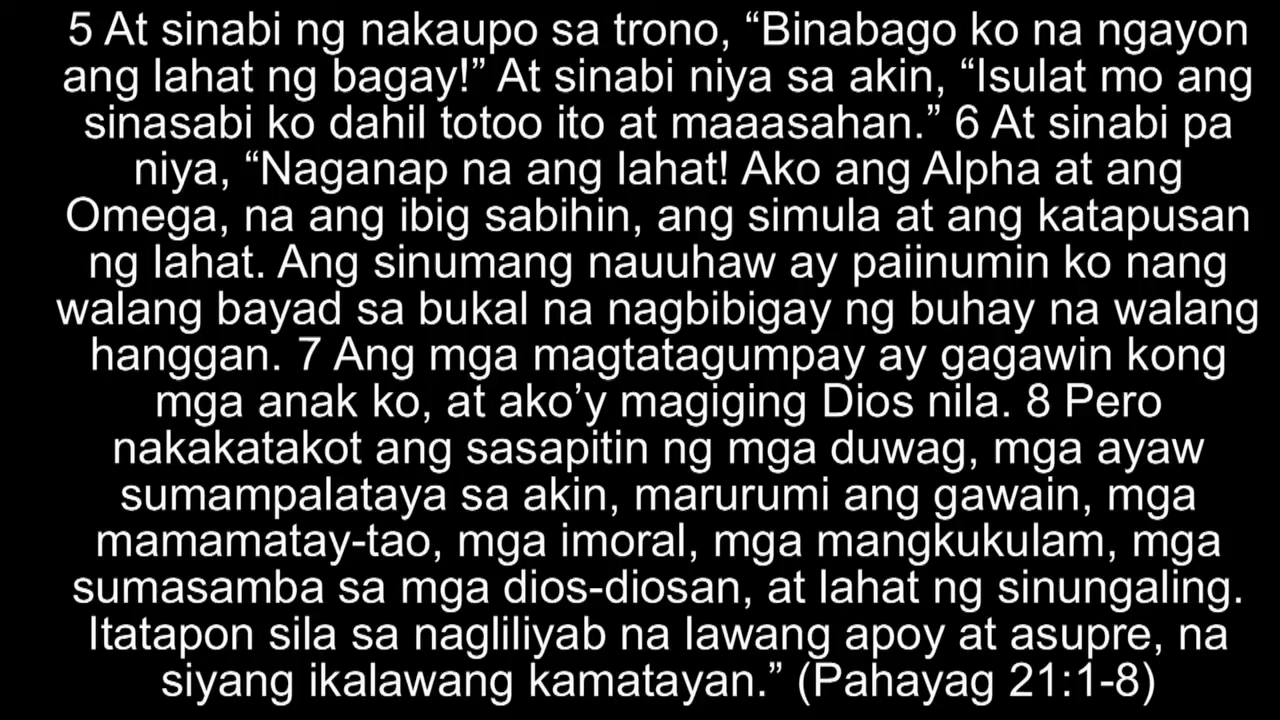 5 At sinabi ng nakaupo sa trono, “Binabago ko na ngayon
ang lahat ng bagay!” At sinabi niya sa akin, “Isulat mo ang
sinasabi ko dahil totoo ito at maaasahan.” 6 At sinabi pa
niya, “Naganap na ang lahat! Ako ang Alpha at ang
Omega, na ang ibig sabihin, ang simula at ang katapusan
ng lahat. Ang sinumang nauuhaw ay paiinumin ko nang
walang bayad sa bukal na nagbibigay ng buhay na walang
hanggan. 7 Ang mga magtatagumpay ay gagawin kong
mga anak ko, at ako’y magiging Dios nila. 8 Pero
nakakatakot ang sasapitin ng mga duwag, mga ayaw
sumampalataya sa akin, marurumi ang gawain, mga
mamamatay-tao, mga imoral, mga mangkukulam, mga
sumasamba sa mga dios-diosan, at lahat ng sinungaling.
Itatapon sila sa nagliliyab na lawang apoy at asupre, na
siyang ikalawang kamatayan.” (Pahayag 21:1-8)